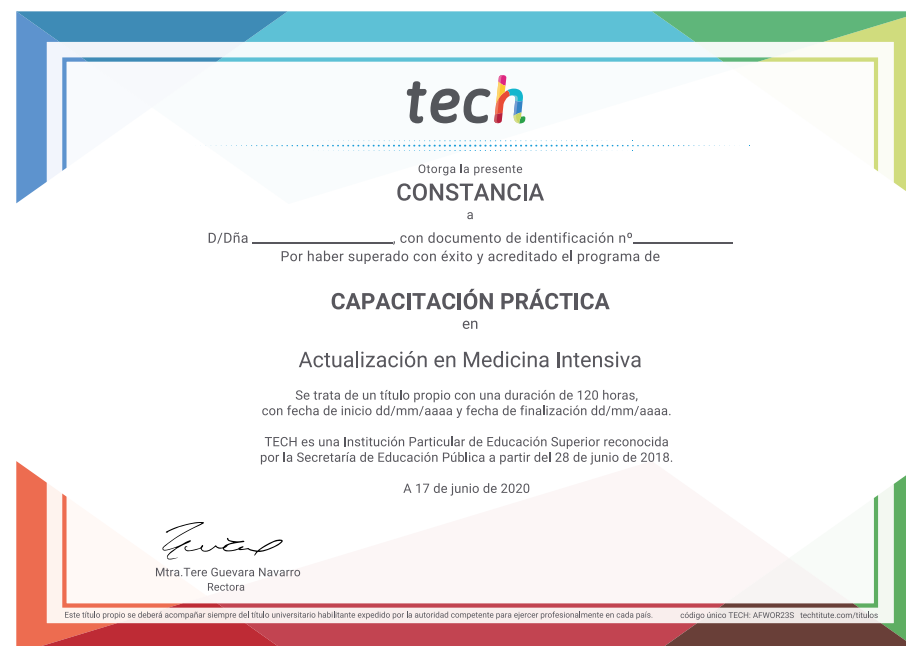 tech
Otorga la presente
CONSTANCIA
a
D/Dña ______________, con documento de identificación nº__________
Por haber superado con éxito y acreditado el programa de
CAPACITACIÓN PRÁCTICA
en
Actualización en Medicina Intensiva
Se trata de un título propio con una duración de 120 horas,
con fecha de inicio dd/mm/aaaa y fecha de finalización dd/mm/aaaa.
TECH es una Institución Particular de Educación Superior reconocida
por la Secretaría de Educación Pública a partir del 28 de junio de 2018.
A 17 de junio de 2020
Mtra.Tere Guevara Navarro
Rectora
Este título propio se deberá acompañar siempre del título universitario habilitante expedido por la autoridad competente para ejercer profesionalmente en cada país. código único TECH: AFWOR23S techtitute.com/titulos